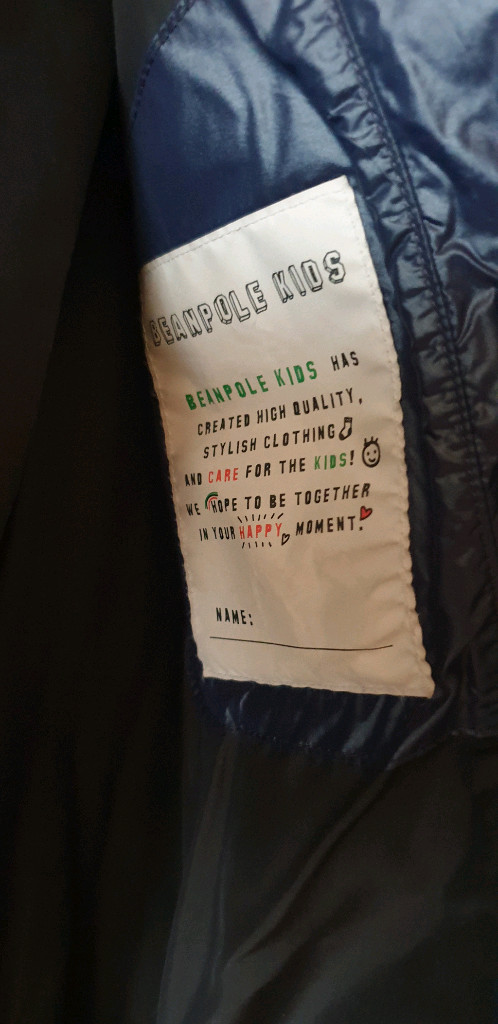 BEANPOLE KIDS
BEANPOLE KIDS HAS
CREATED HIGH QUALITY,
STYLISH CLOTHING
AND CARE FOR THE KIDS!
WE HOPE TO BE TOGETHER
IN YOUR HAPPY MOMENT.
NAME: